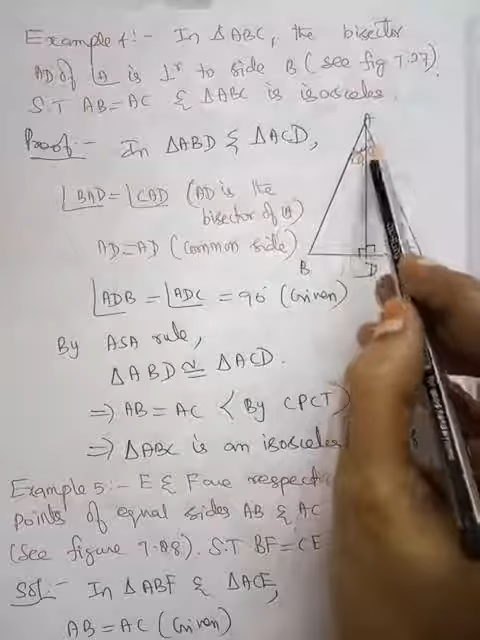 Example 4:- In ΔABC, the bisector
AD of ∠A is ⊥r to side B (see fig 7.27).
S.T AB=AC & ΔABC is isosceles.
Proof:- In ΔABD & ΔACD,
A
∠BAD = ∠CAD (AD is the
bisector of ∠A)
AD=AD (common side)
B D
∠ADB = ∠ADC = 90° (Given)
By ASA rule,
ΔABD ≅ ΔACD.
⇒ AB = AC < By CPCT)
⇒ ΔABC is an isosceles
Example 5:- E & F are
points of equal sides AB & AC
(See figure 7.28). S.T BF=CE
Sol:- In ΔABF & ΔACE,
AB=AC (Given)